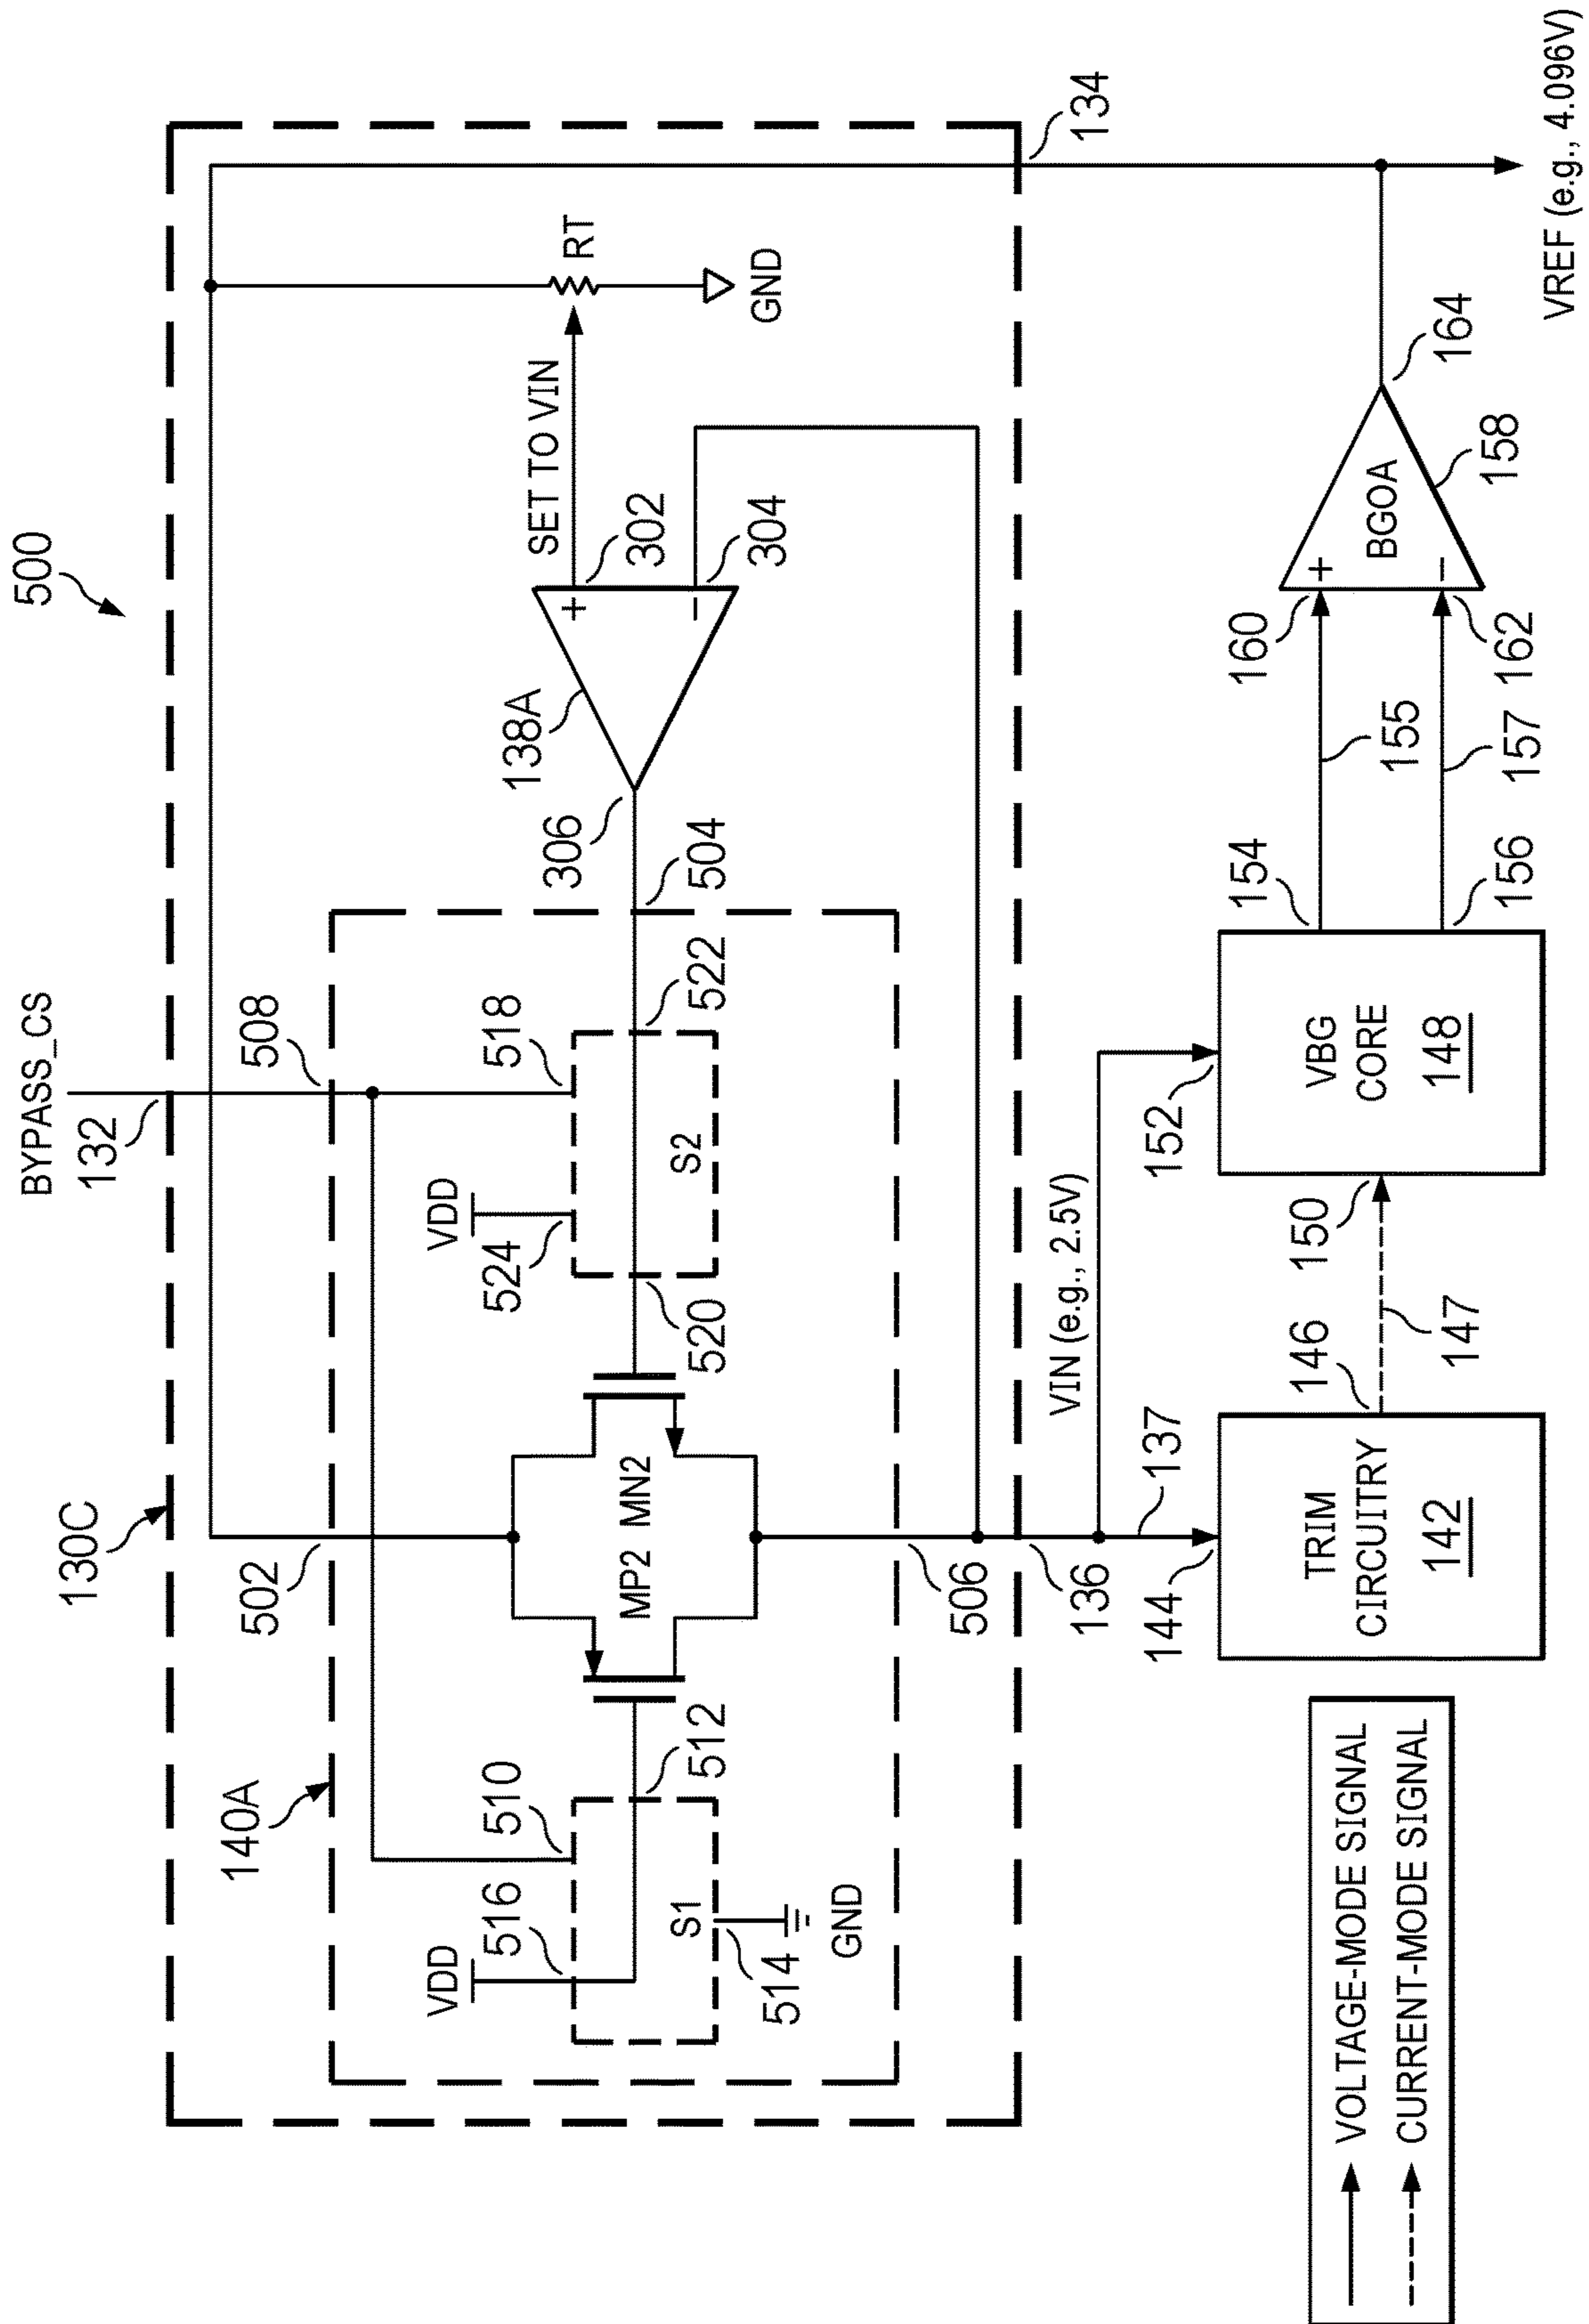 500
BYPASS_CS
132
130C
140A
502
508
VDD
516
510
512
S1
514
GND
MP2 MN2
VDD
524
518
520
522
S2
504
306
138A
302
304
SET TO VIN
RT
GND
134
506
136
VIN (e.g., 2.5V)
137
144
TRIM
CIRCUITRY
142
146
147
150
152
VBG
CORE
148
154
156
155
157
160
162
+
−
+
−
BGOA
158
164
VREF (e.g., 4.096V)
VOLTAGE-MODE SIGNAL
CURRENT-MODE SIGNAL